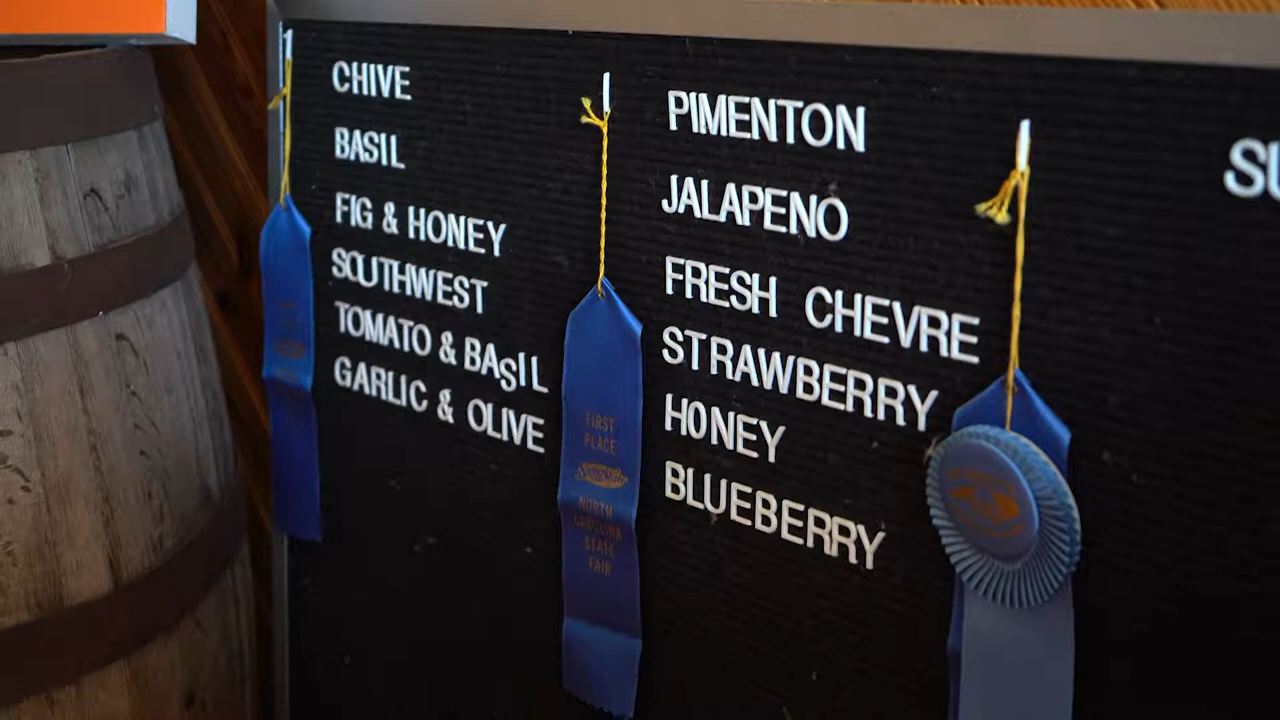 CHIVE
BASIL
FIG & HONEY
SOUTHWEST
TOMATO & BASIL
GARLIC & OLIVE
PIMENTON
JALAPENO
FRESH CHEVRE
STRAWBERRY
HONEY
BLUEBERRY
SU
FIRST
PLACE
NORTH
CAROLINA
STATE
FAIR